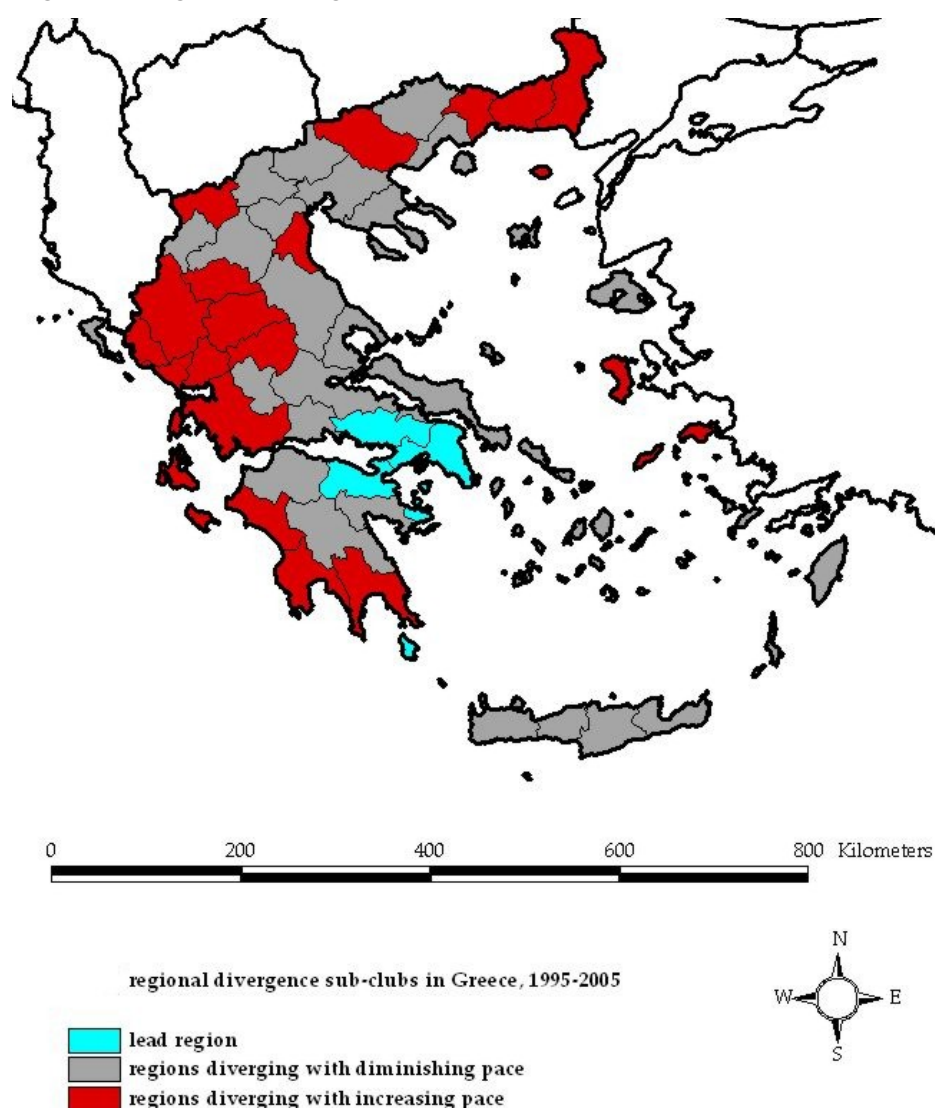 0 200 400 600 800 Kilometers
N
W E
S
regional divergence sub-clubs in Greece, 1995-2005
lead region
regions diverging with diminishing pace
regions diverging with increasing pace